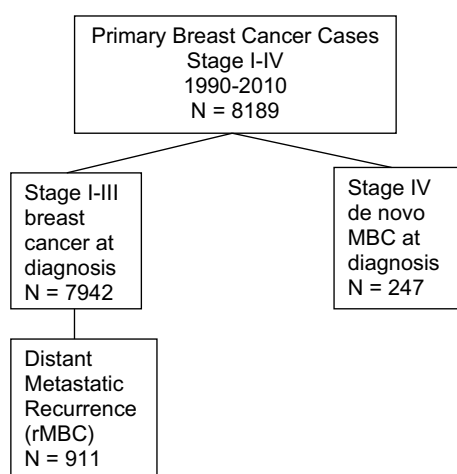 Primary Breast Cancer Cases
Stage I-IV
1990-2010
N = 8189
Stage I-III
breast
cancer at
diagnosis
N = 7942
Stage IV
de novo
MBC at
diagnosis
N = 247
Distant
Metastatic
Recurrence
(rMBC)
N = 911